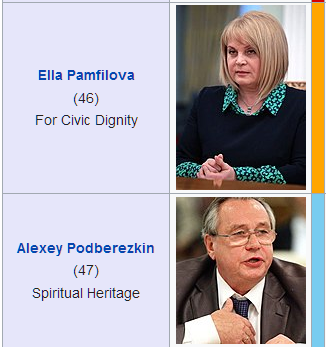 Ella Pamfilova
(46)
For Civic Dignity
Alexey Podberezkin
(47)
Spiritual Heritage